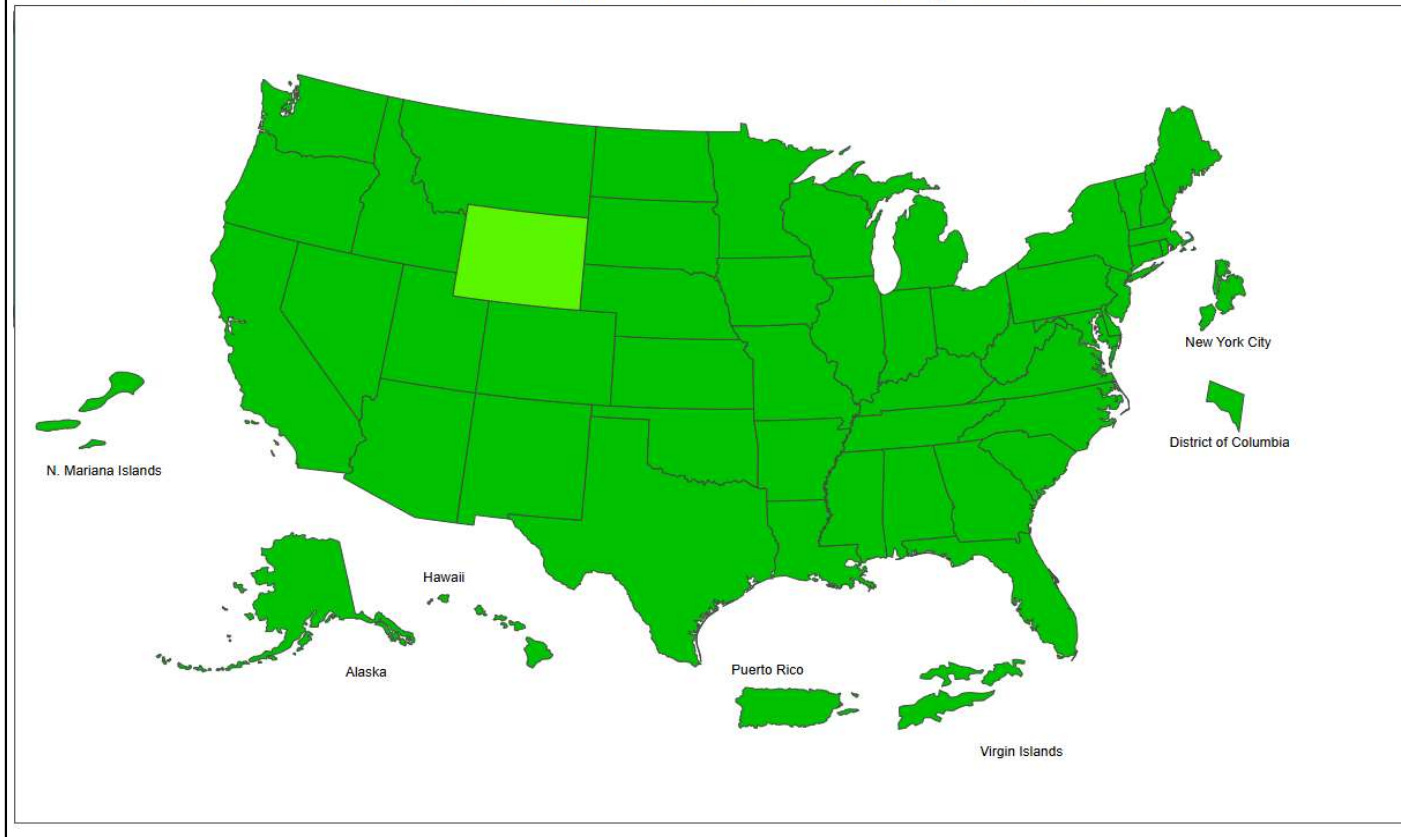 New York City
District of Columbia
N. Mariana Islands
Hawaii
Alaska
Puerto Rico
Virgin Islands